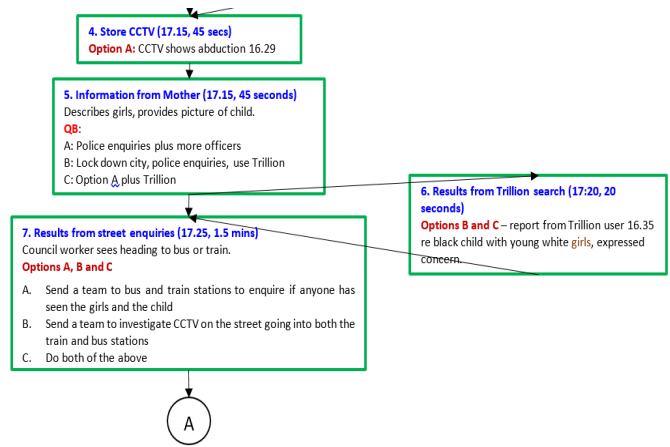 4. Store CCTV (17.15, 45 secs)
Option A: CCTV shows abduction 16.29
5. Information from Mother (17.15, 45 seconds)
Describes girls, provides picture of child.
QB:
A: Police enquiries plus more officers
B: Lock down city, police enquiries, use Trillion
C: Option A plus Trillion
6. Results from Trillion search (17:20, 20
seconds)
Options B and C – report from Trillion user 16.35
re black child with young white girls, expressed
concern.
7. Results from street enquiries (17.25, 1.5 mins)
Council worker sees heading to bus or train.
Options A, B and C
A. Send a team to bus and train stations to enquire if anyone has
seen the girls and the child
B. Send a team to investigate CCTV on the street going into both the
train and bus stations
C. Do both of the above
A